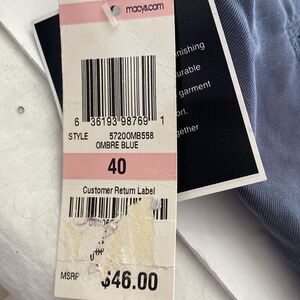 macys.com
nishing
urable
garment
ort.
gether
6 36193 98769 1
STYLE 57200MB558
OMBRE BLUE
40
Customer Return Label
MSRP $46.00